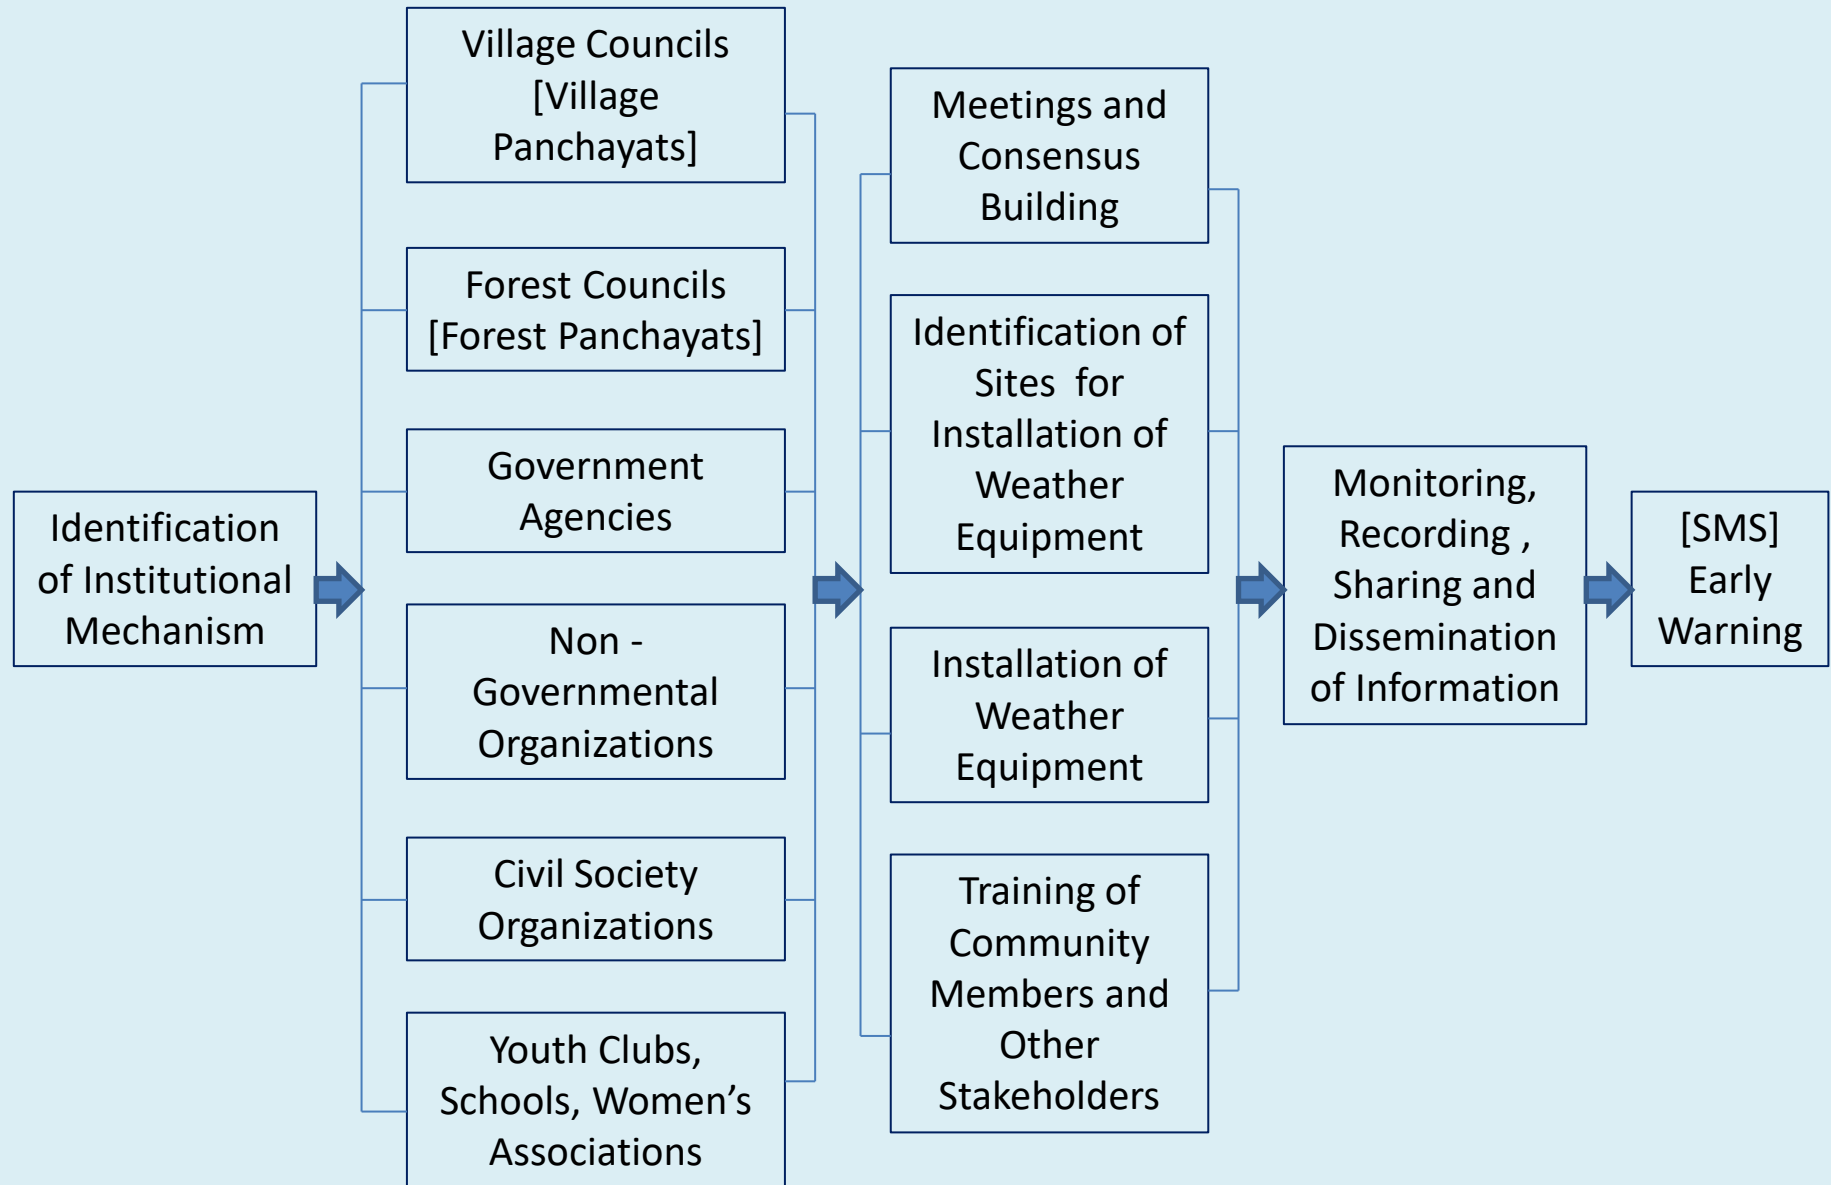 Identification
of Institutional
Mechanism
Village Councils
[Village
Panchayats]
Forest Councils
[Forest Panchayats]
Government
Agencies
Non -
Governmental
Organizations
Civil Society
Organizations
Youth Clubs,
Schools, Women’s
Associations
Meetings and
Consensus
Building
Identification of
Sites  for
Installation of
Weather
Equipment
Installation of
Weather
Equipment
Training of
Community
Members and
Other
Stakeholders
Monitoring,
Recording ,
Sharing and
Dissemination
of Information
[SMS]
Early
Warning